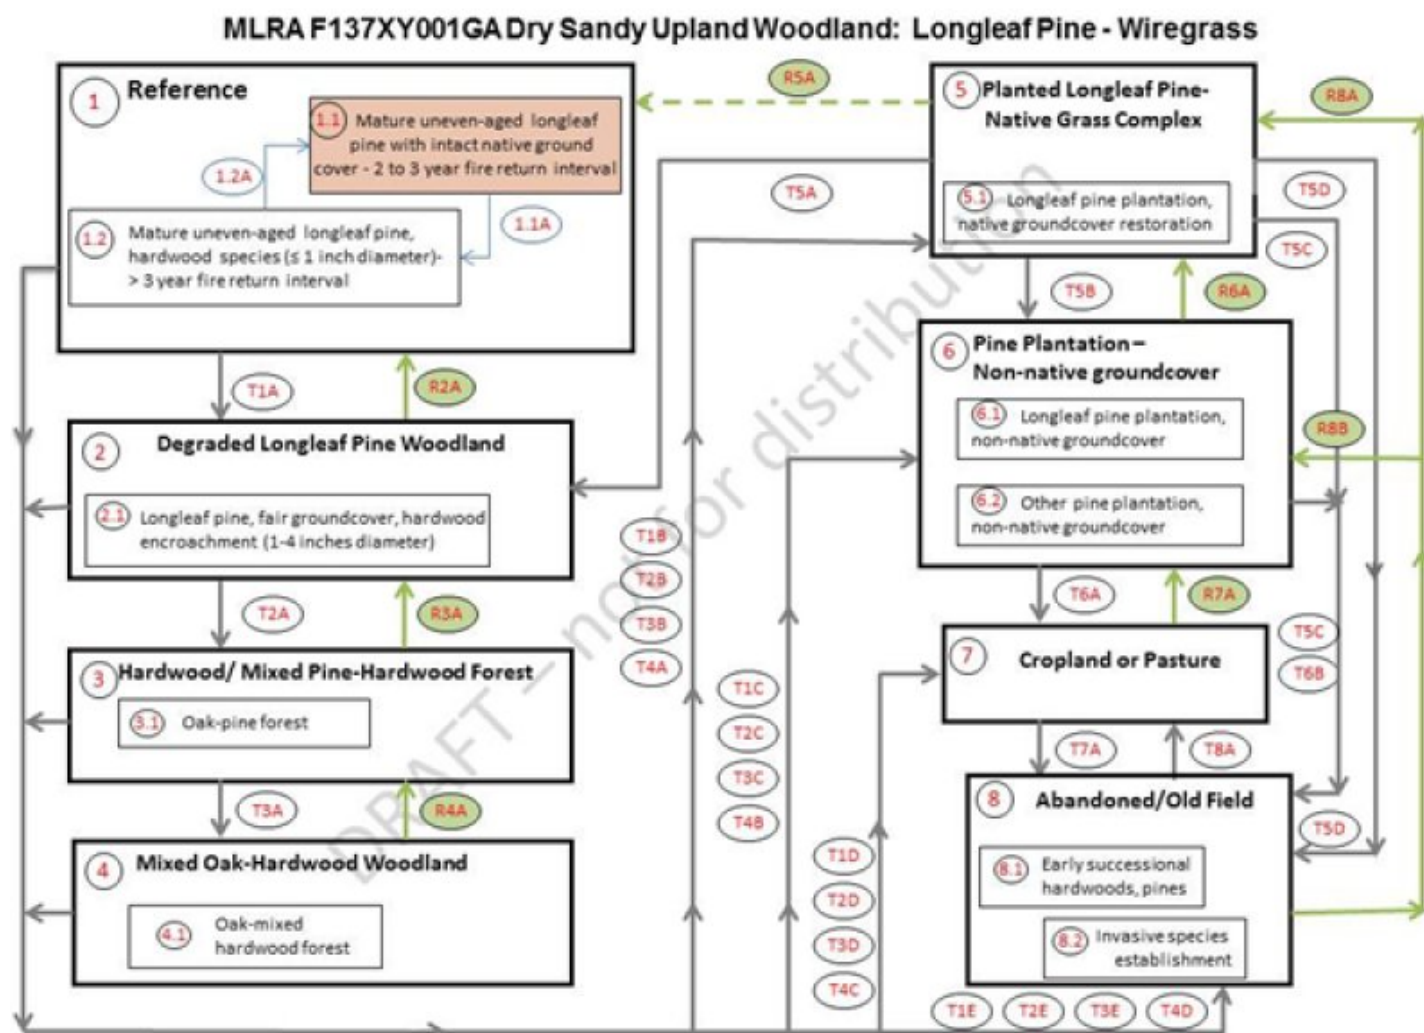 MLRA F137XY001GA Dry Sandy Upland Woodland: Longleaf Pine - Wiregrass
1
Reference
1.1 Mature uneven-aged longleaf
pine with intact native ground
cover - 2 to 3 year fire return interval
1.2A
1.1A
1.2
Mature uneven-aged longleaf pine,
hardwood species (≤ 1 inch diameter)-
> 3 year fire return interval
T1A
R2A
2
Degraded Longleaf Pine Woodland
2.1 Longleaf pine, fair groundcover, hardwood
encroachment (1-4 inches diameter)
T2A
R3A
3
Hardwood/ Mixed Pine-Hardwood Forest
3.1 Oak-pine forest
T3A
R4A
4
Mixed Oak-Hardwood Woodland
4.1
Oak-mixed
hardwood forest
R5A
T5A
T1B
T2B
T3B
T4A
T1C
T2C
T3C
T4B
T1D
T2D
T3D
T4C
5
Planted Longleaf Pine-
Native Grass Complex
5.1 Longleaf pine plantation,
native groundcover restoration
R8A
T5D
T5C
T5B
R6A
6
Pine Plantation –
Non-native groundcover
6.1 Longleaf pine plantation,
non-native groundcover
6.2 Other pine plantation,
non-native groundcover
R8B
T6A
R7A
T5C
T6B
7
Cropland or Pasture
T7A
T8A
8
Abandoned/Old Field
8.1
Early successional
hardwoods, pines
8.2 Invasive species
establishment
T5D
T1E T2E T3E T4D
DRAFT – not for distribution